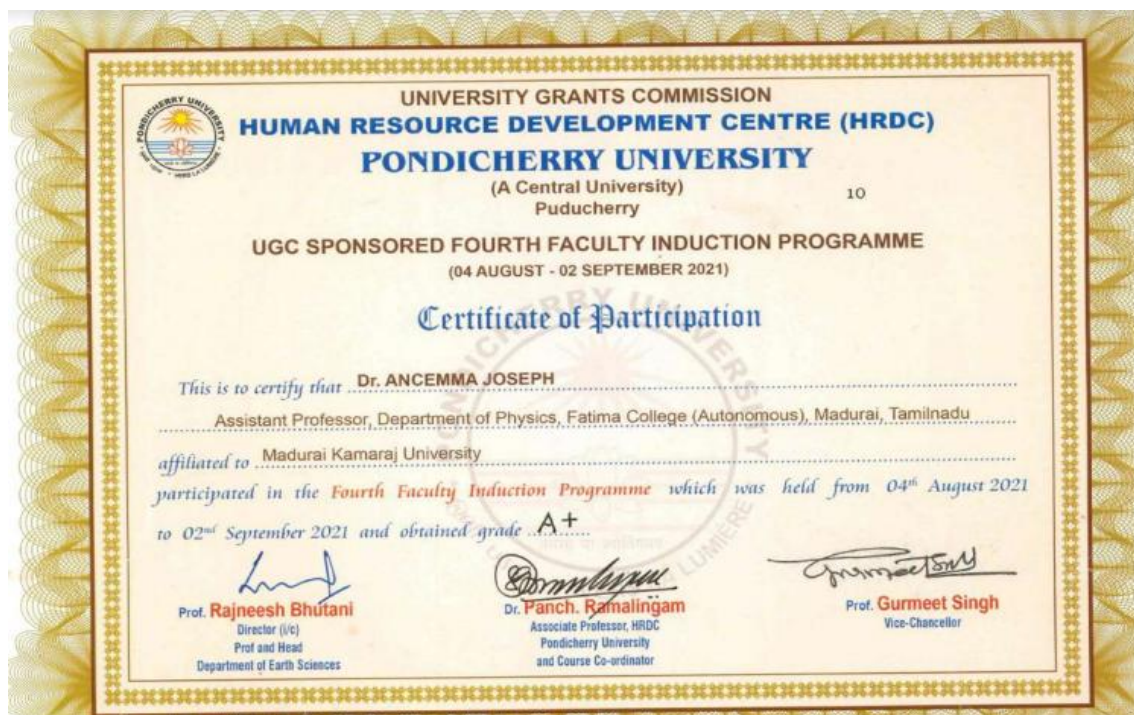 UNIVERSITY GRANTS COMMISSION
HUMAN RESOURCE DEVELOPMENT CENTRE (HRDC)
PONDICHERRY UNIVERSITY
(A Central University)
Puducherry
10
UGC SPONSORED FOURTH FACULTY INDUCTION PROGRAMME
(04 AUGUST - 02 SEPTEMBER 2021)
Certificate of Participation
This is to certify that Dr. ANCEMMA JOSEPH
Assistant Professor, Department of Physics, Fatima College (Autonomous), Madurai, Tamilnadu
affiliated to Madurai Kamaraj University
participated in the Fourth Faculty Induction Programme which was held from 04th August 2021
to 02nd September 2021 and obtained grade A+
Prof. Rajneesh Bhutani
Director (i/c)
Prof and Head
Department of Earth Sciences
Dr. Panch. Ramalingam
Associate Professor, HRDC
Pondicherry University
and Course Co-ordinator
Prof. Gurmeet Singh
Vice-Chancellor
PONDICHERRY UNIVERSITY